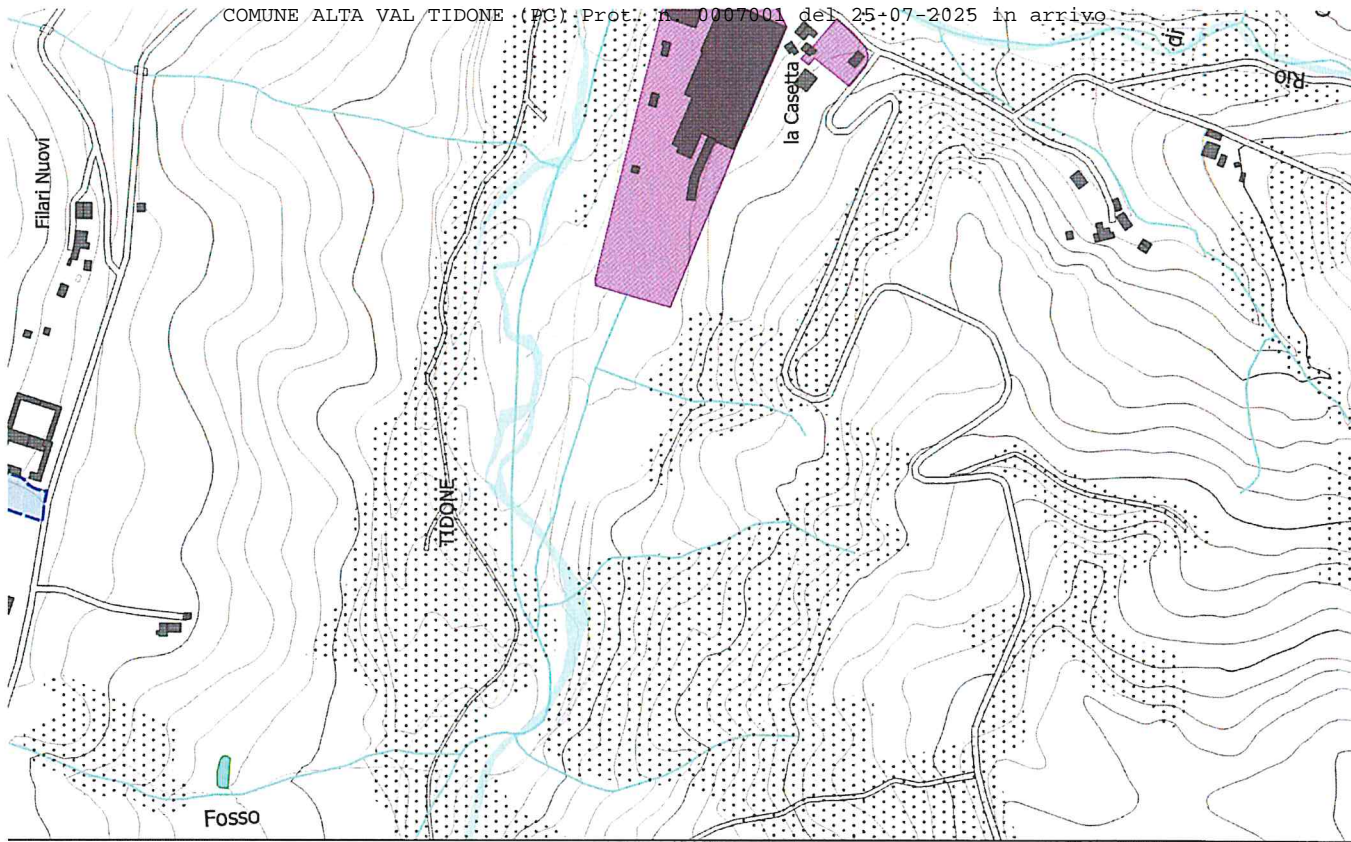 COMUNE ALTA VAL TIDONE (PC) Prot. n. 0007001 del 25-07-2025 in arrivo
Filari Nuovi
la Casetta
di
Rio
TIDONE
Fosso